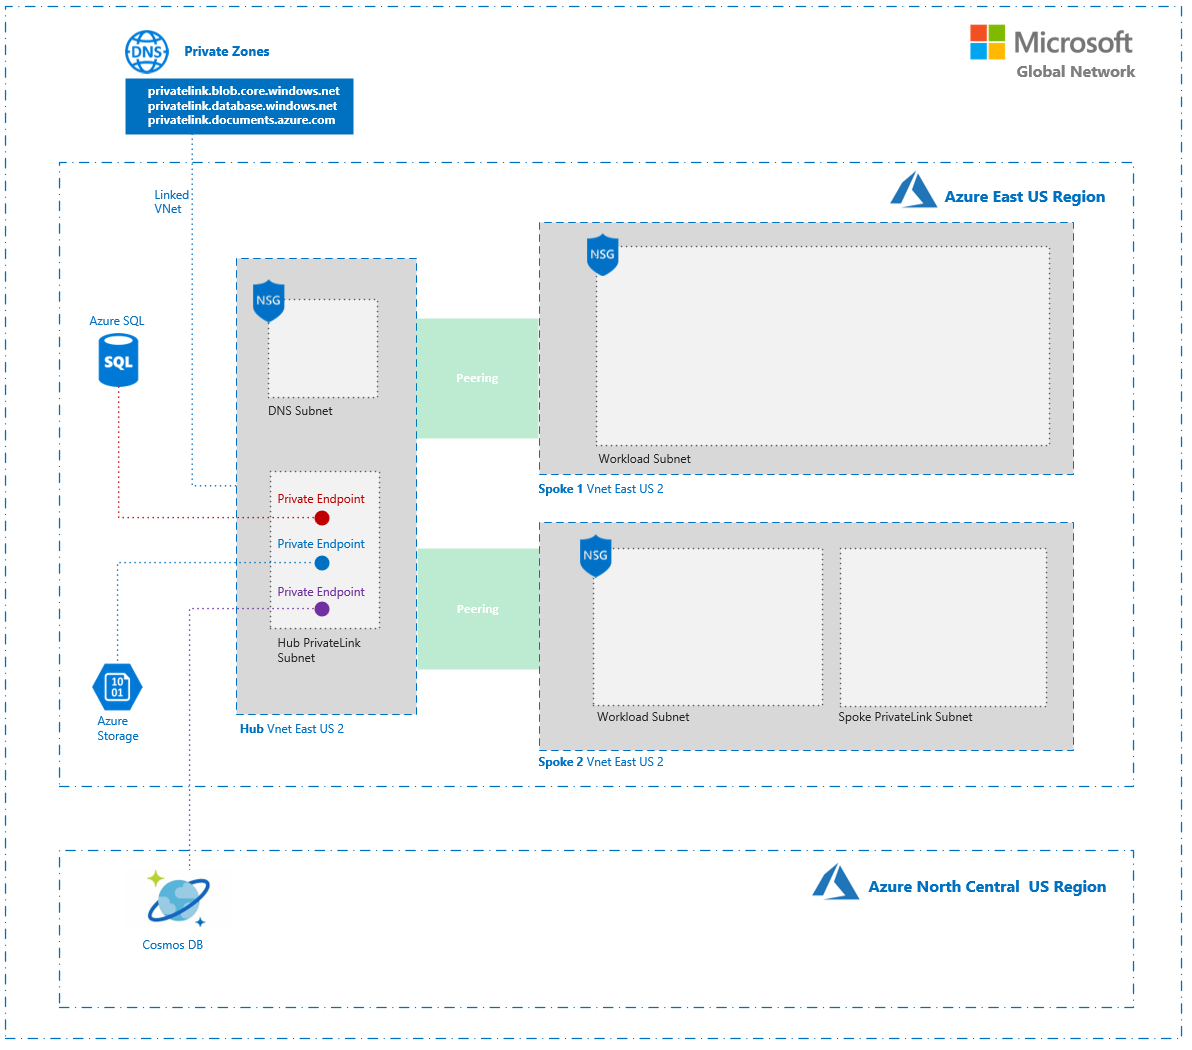 DNS
Private Zones
Microsoft
Global Network
privatelink.blob.core.windows.net
privatelink.database.windows.net
privatelink.documents.azure.com
Linked
VNet
Azure East US Region
NSG
NSG
Azure SQL
SQL
Peering
DNS Subnet
Workload Subnet
Spoke 1 Vnet East US 2
Private Endpoint
Private Endpoint
Private Endpoint
NSG
Peering
Hub PrivateLink
Subnet
10
01
Azure
Storage
Hub Vnet East US 2
Workload Subnet
Spoke PrivateLink Subnet
Spoke 2 Vnet East US 2
Azure North Central  US Region
Cosmos DB